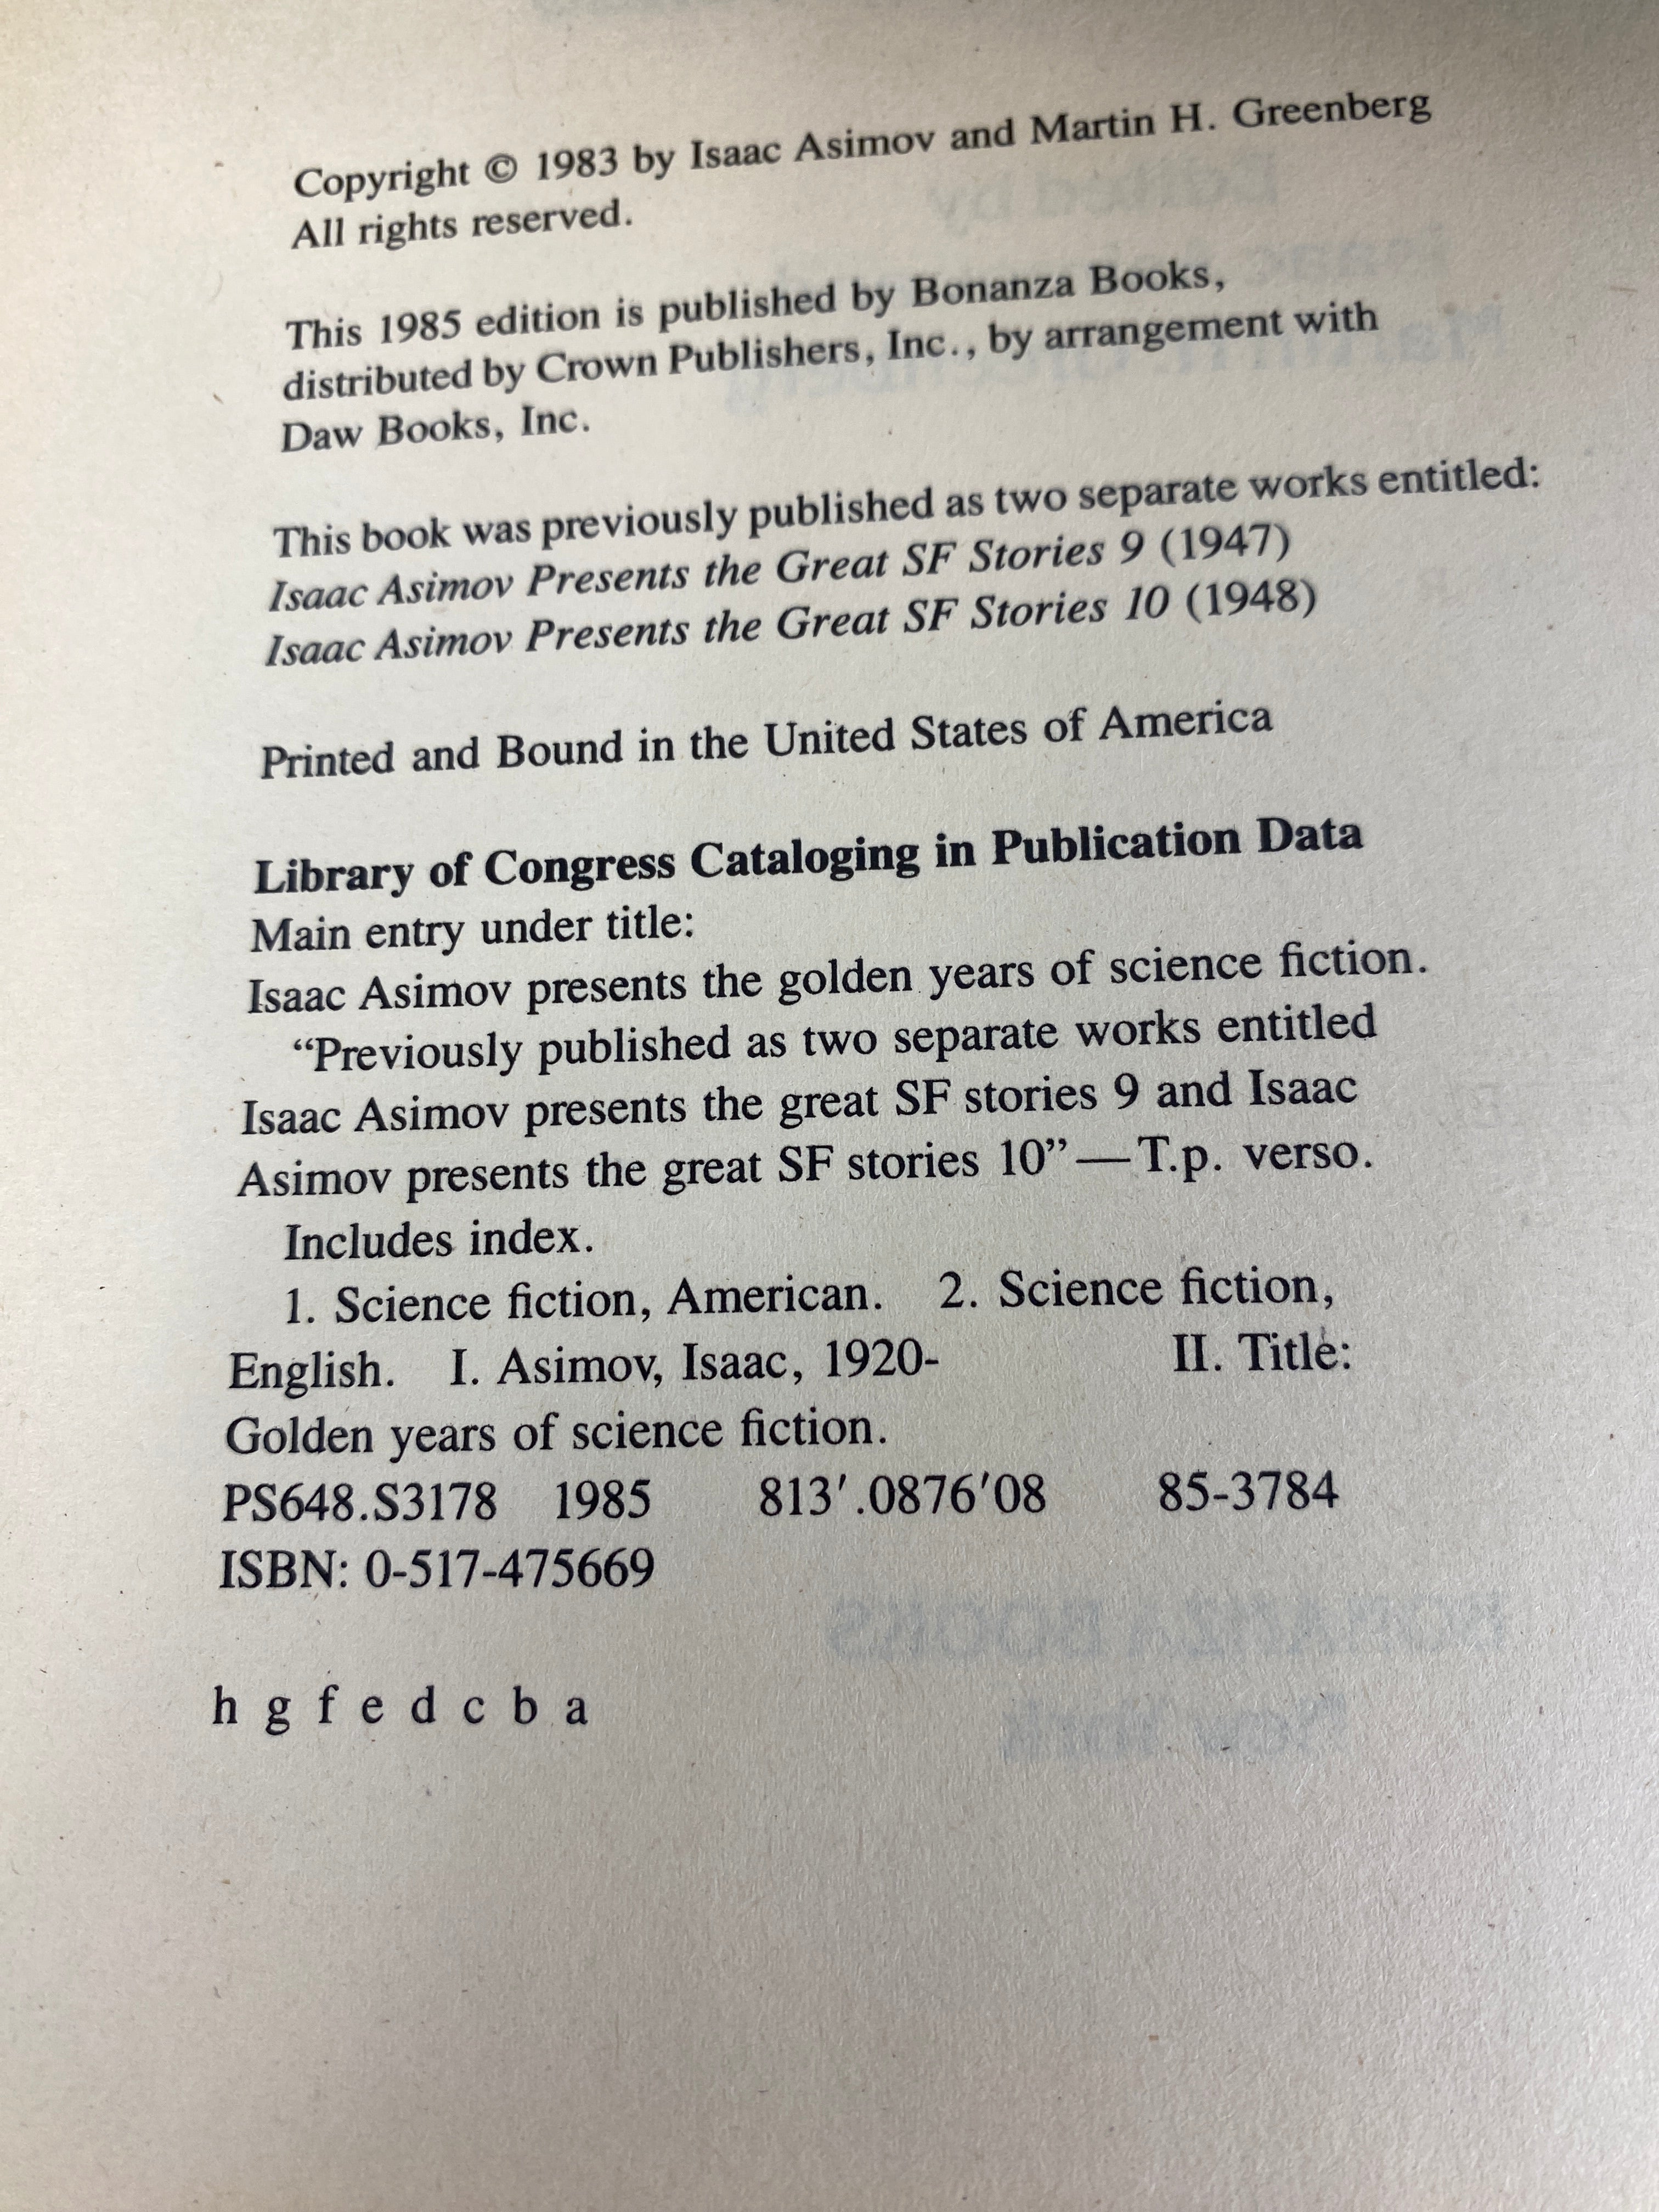 Copyright © 1983 by Isaac Asimov and Martin H. Greenberg
All rights reserved.
This 1985 edition is published by Bonanza Books,
distributed by Crown Publishers, Inc., by arrangement with
Daw Books, Inc.
This book was previously published as two separate works entitled:
Isaac Asimov Presents the Great SF Stories 9 (1947)
Isaac Asimov Presents the Great SF Stories 10 (1948)
Printed and Bound in the United States of America
Library of Congress Cataloging in Publication Data
Main entry under title:
Isaac Asimov presents the golden years of science fiction.
“Previously published as two separate works entitled
Isaac Asimov presents the great SF stories 9 and Isaac
Asimov presents the great SF stories 10”—T.p. verso.
Includes index.
1. Science fiction, American. 2. Science fiction,
English. I. Asimov, Isaac, 1920- II. Title:
Golden years of science fiction.
PS648.S3178 1985 813′.0876′08 85-3784
ISBN: 0-517-475669
h g f e d c b a